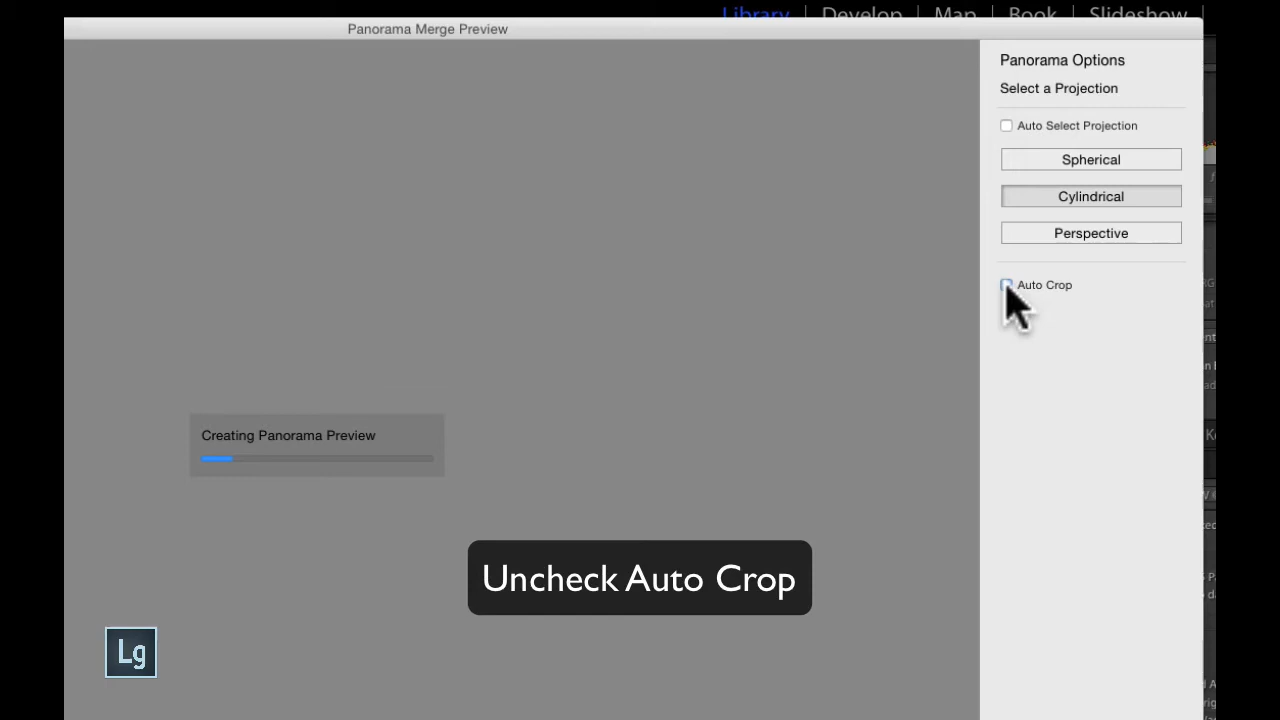 Library | Develop | Map | Book | Slideshow |
Panorama Merge Preview
Panorama Options
Select a Projection
Auto Select Projection
Spherical
Cylindrical
Perspective
Auto Crop
Creating Panorama Preview
Uncheck Auto Crop
Lg